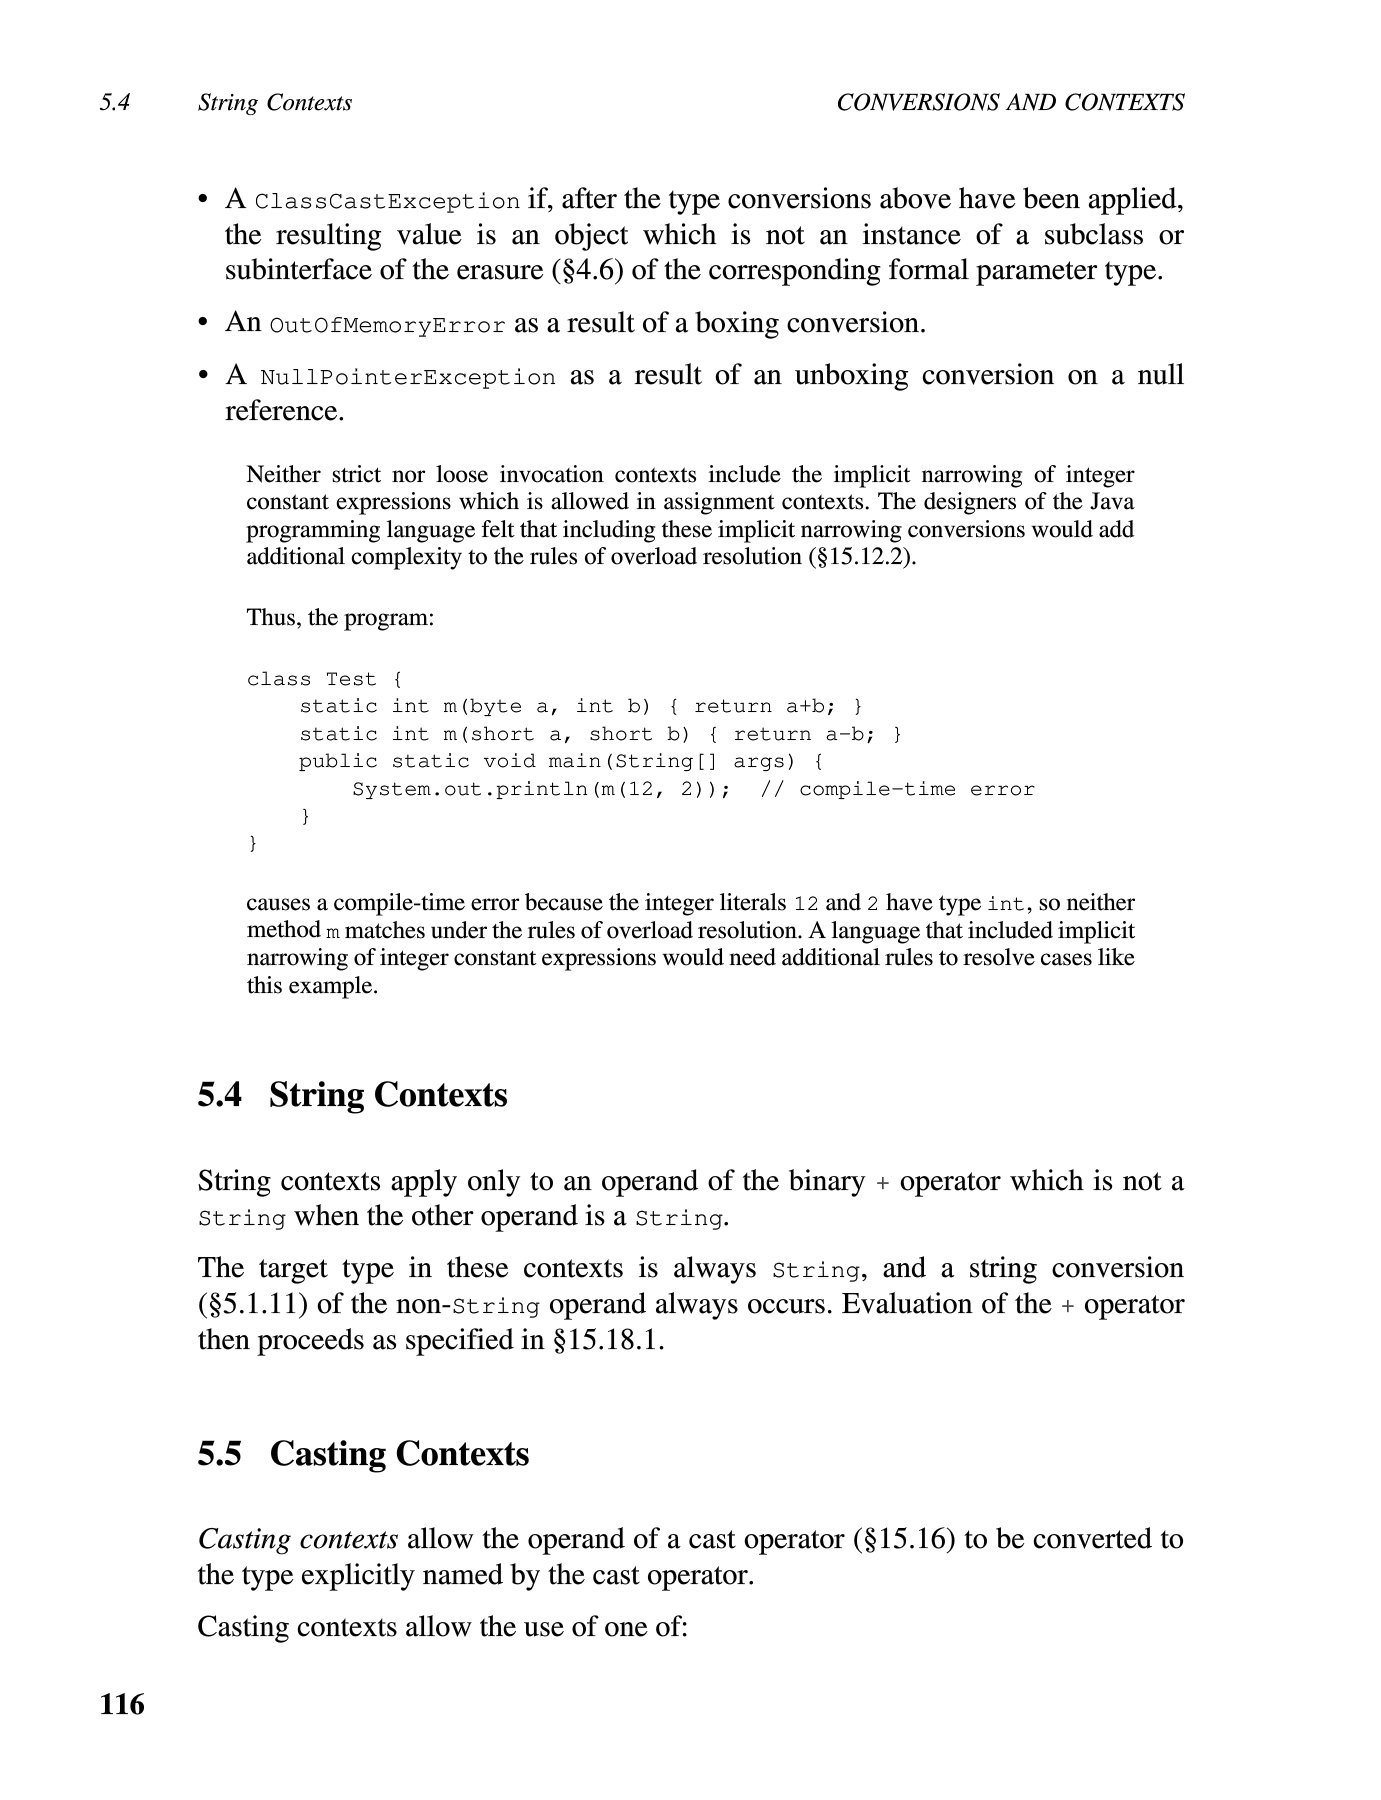 5.4 String Contexts CONVERSIONS AND CONTEXTS
• A ClassCastException if, after the type conversions above have been applied,
the resulting value is an object which is not an instance of a subclass or
subinterface of the erasure (§4.6) of the corresponding formal parameter type.
• An OutOfMemoryError as a result of a boxing conversion.
• A NullPointerException as a result of an unboxing conversion on a null
reference.
Neither strict nor loose invocation contexts include the implicit narrowing of integer
constant expressions which is allowed in assignment contexts. The designers of the Java
programming language felt that including these implicit narrowing conversions would add
additional complexity to the rules of overload resolution (§15.12.2).
Thus, the program:
class Test {
    static int m(byte a, int b) { return a+b; }
    static int m(short a, short b) { return a-b; }
    public static void main(String[] args) {
        System.out.println(m(12, 2));  // compile-time error
    }
}
causes a compile-time error because the integer literals 12 and 2 have type int, so neither
method m matches under the rules of overload resolution. A language that included implicit
narrowing of integer constant expressions would need additional rules to resolve cases like
this example.
5.4 String Contexts
String contexts apply only to an operand of the binary + operator which is not a
String when the other operand is a String.
The target type in these contexts is always String, and a string conversion
(§5.1.11) of the non-String operand always occurs. Evaluation of the + operator
then proceeds as specified in §15.18.1.
5.5 Casting Contexts
Casting contexts allow the operand of a cast operator (§15.16) to be converted to
the type explicitly named by the cast operator.
Casting contexts allow the use of one of:
116